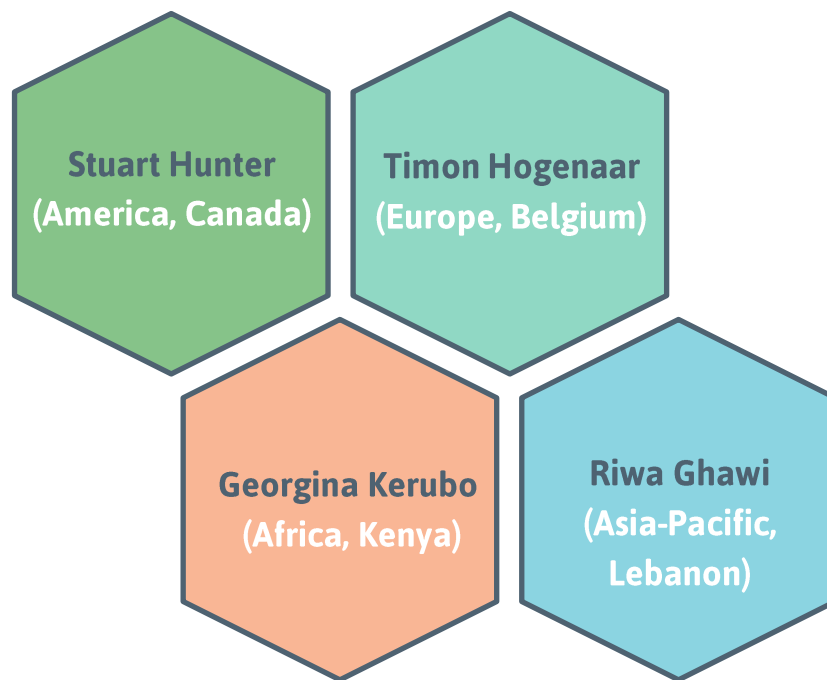 Stuart Hunter
(America, Canada)
Timon Hogenaar
(Europe, Belgium)
Georgina Kerubo
(Africa, Kenya)
Riwa Ghawi
(Asia-Pacific,
Lebanon)